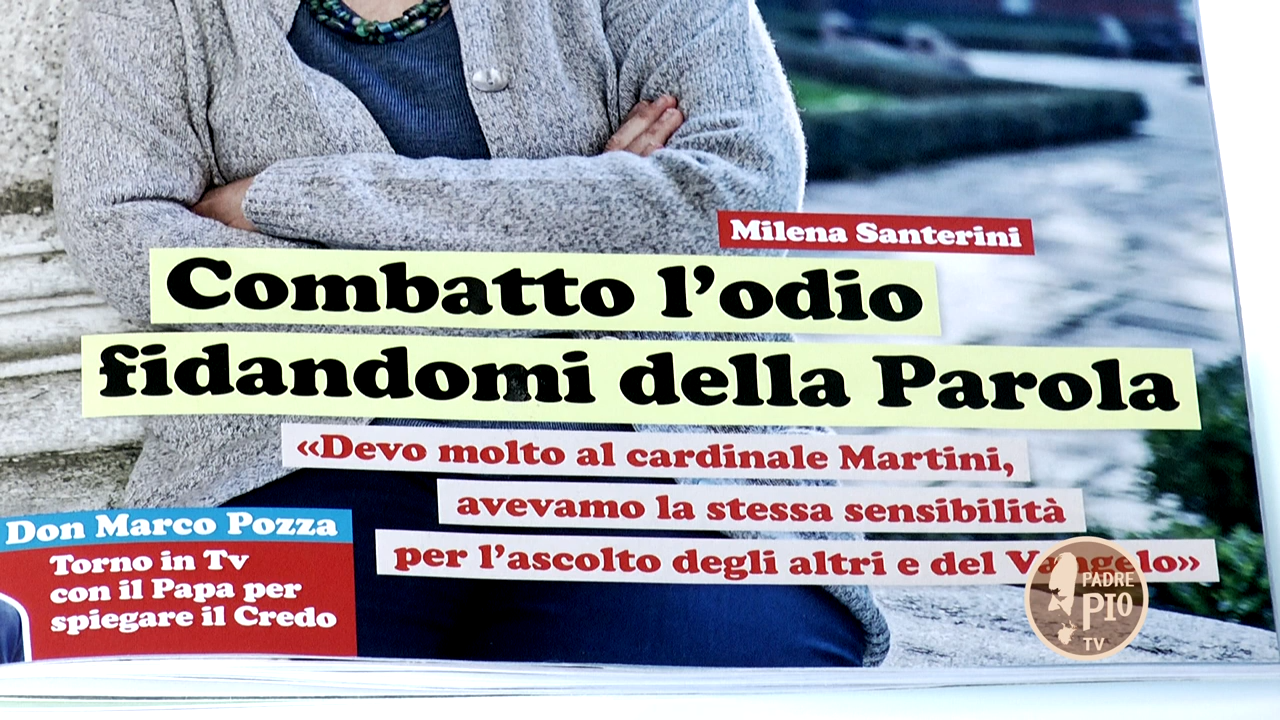 Milena Santerini
Combatto l'odio
fidandomi della Parola
«Devo molto al cardinale Martini,
avevamo la stessa sensibilità
per l'ascolto degli altri e del Vangelo»
Don Marco Pozza
Torno in Tv
con il Papa per
spiegare il Credo
PADRE
PIO
TV